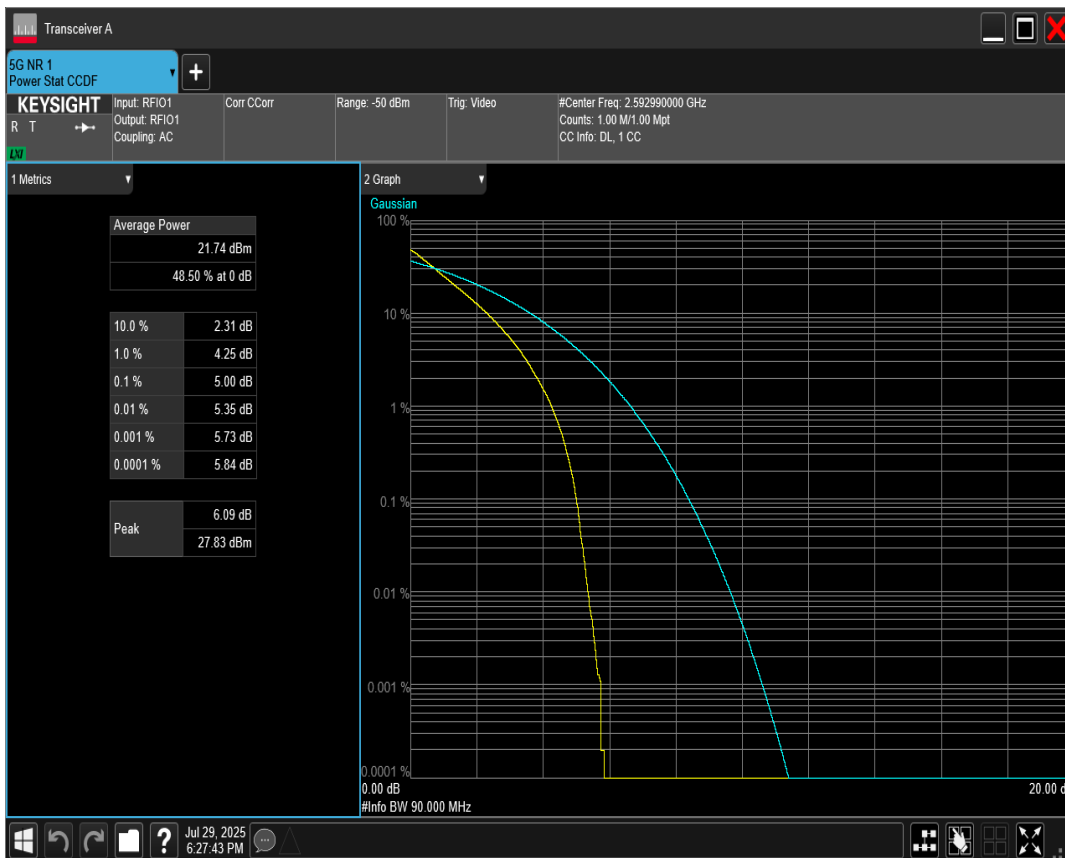 Transceiver A
5G NR 1
Power Stat CCDF
KEYSIGHT
R T
LXI
Input: RFIO1
Output: RFIO1
Coupling: AC
Corr CCorr
Range: -50 dBm
Trig: Video
#Center Freq: 2.592990000 GHz
Counts: 1.00 M/1.00 Mpt
CC Info: DL, 1 CC
1 Metrics
Average Power
21.74 dBm
48.50 % at 0 dB
10.0 % 2.31 dB
1.0 % 4.25 dB
0.1 % 5.00 dB
0.01 % 5.35 dB
0.001 % 5.73 dB
0.0001 % 5.84 dB
Peak
6.09 dB
27.83 dBm
2 Graph
Gaussian
100 %
10 %
1 %
0.1 %
0.01 %
0.001 %
0.0001 %
0.00 dB
20.00 d
#Info BW 90.000 MHz
?
Jul 29, 2025
6:27:43 PM